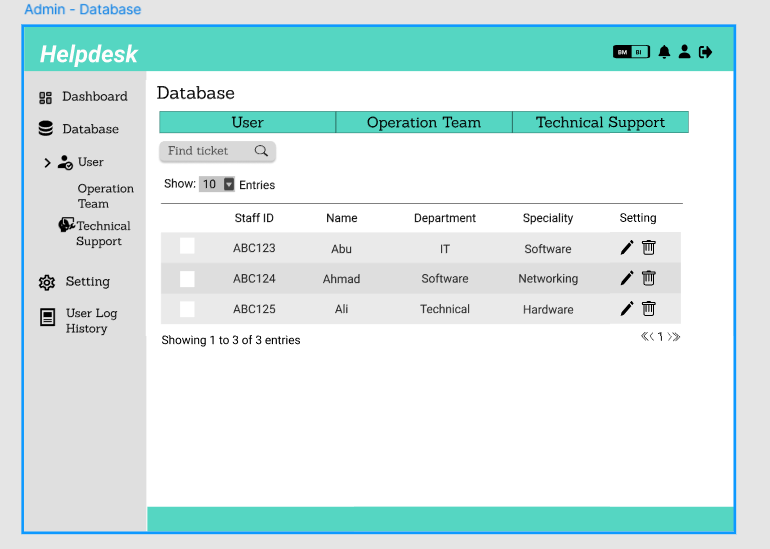 Admin - Database
Helpdesk
BM BI
Dashboard
Database
User
Operation
Team
Technical
Support
Setting
User Log
History
Database
User Operation Team Technical Support
Find ticket
Show: 10 Entries
Staff ID Name Department Speciality Setting
ABC123 Abu IT Software
ABC124 Ahmad Software Networking
ABC125 Ali Technical Hardware
Showing 1 to 3 of 3 entries
1